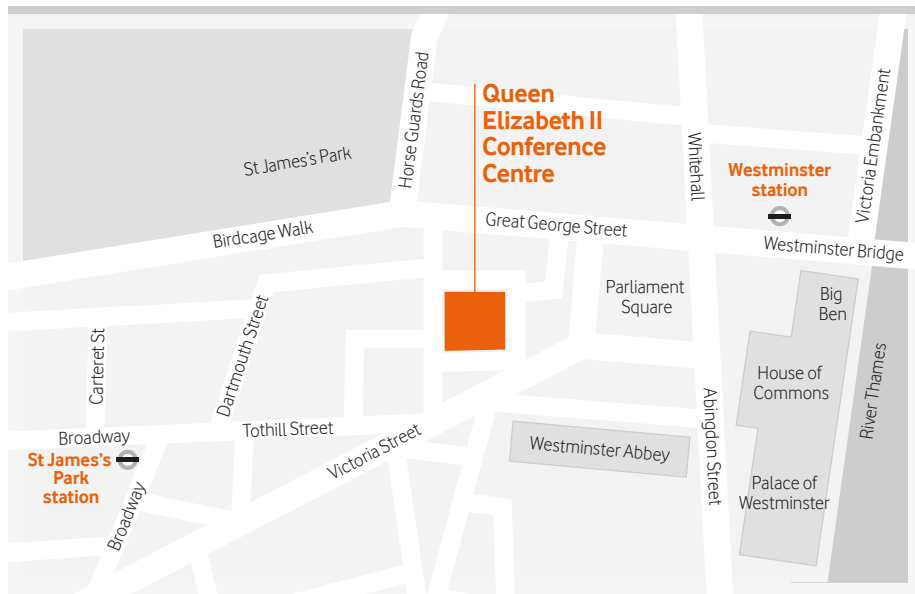 Queen
Elizabeth II
Conference
Centre
Horse Guards Road
St James's Park
Whitehall
Victoria Embankment
Westminster
station
Birdcage Walk
Great George Street
Westminster Bridge
Parliament
Square
Big
Ben
Carteret St
Dartmouth Street
House of
Commons
River Thames
Abingdon Street
Broadway
Tothill Street
Victoria Street
Westminster Abbey
St James's
Park
station
Broadway
Palace of
Westminster